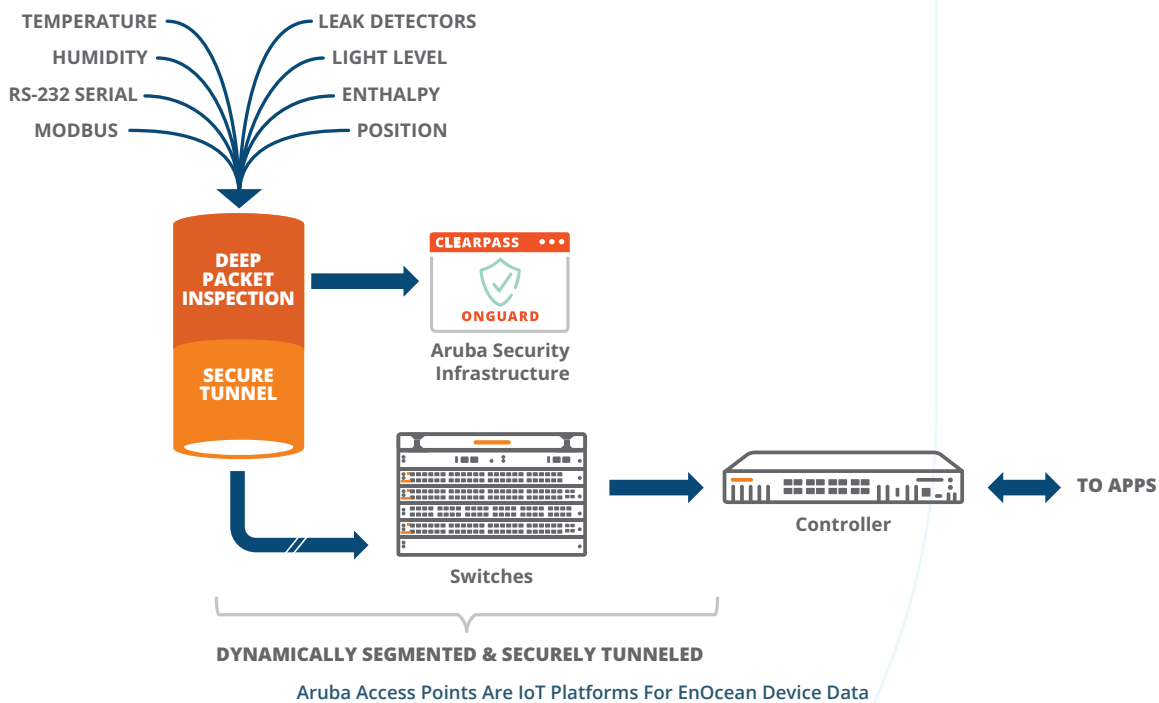 TEMPERATURE
LEAK DETECTORS
HUMIDITY
LIGHT LEVEL
RS-232 SERIAL
ENTHALPY
MODBUS
POSITION
DEEP
PACKET
INSPECTION
CLEARPASS
ONGUARD
Aruba Security
Infrastructure
SECURE
TUNNEL
Switches
Controller
TO APPS
DYNAMICALLY SEGMENTED & SECURELY TUNNELED
Aruba Access Points Are IoT Platforms For EnOcean Device Data